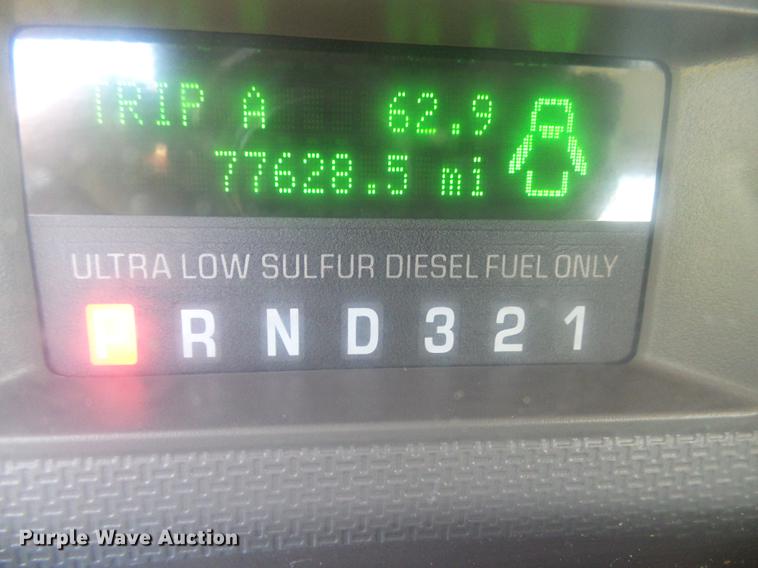 TRIP A 62.9
77628.5 mi
ULTRA LOW SULFUR DIESEL FUEL ONLY
P R N D 3 2 1
Purple Wave Auction